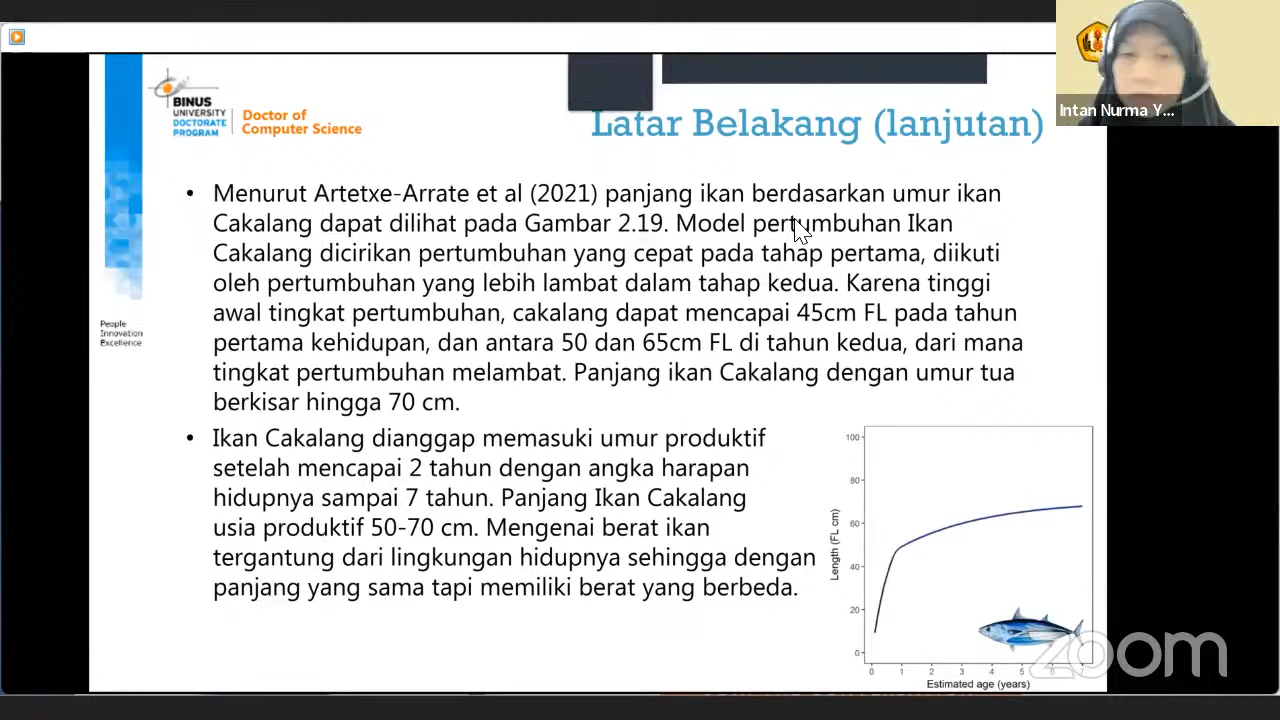 BINUS
UNIVERSITY
DOCTORATE
PROGRAM
Doctor of
Computer Science
Latar Belakang (lanjutan)
Intan Nurma Y...
• Menurut Artetxe-Arrate et al (2021) panjang ikan berdasarkan umur ikan
Cakalang dapat dilihat pada Gambar 2.19. Model pertumbuhan Ikan
Cakalang dicirikan pertumbuhan yang cepat pada tahap pertama, diikuti
oleh pertumbuhan yang lebih lambat dalam tahap kedua. Karena tinggi
awal tingkat pertumbuhan, cakalang dapat mencapai 45cm FL pada tahun
pertama kehidupan, dan antara 50 dan 65cm FL di tahun kedua, dari mana
tingkat pertumbuhan melambat. Panjang ikan Cakalang dengan umur tua
berkisar hingga 70 cm.
• Ikan Cakalang dianggap memasuki umur produktif
setelah mencapai 2 tahun dengan angka harapan
hidupnya sampai 7 tahun. Panjang Ikan Cakalang
usia produktif 50-70 cm. Mengenai berat ikan
tergantung dari lingkungan hidupnya sehingga dengan
panjang yang sama tapi memiliki berat yang berbeda.
People
Innovation
Excellence
Length (FL cm)
100
80
60
40
20
0
0 1 2 3 4 5 6 7
Estimated age (years)
zoom